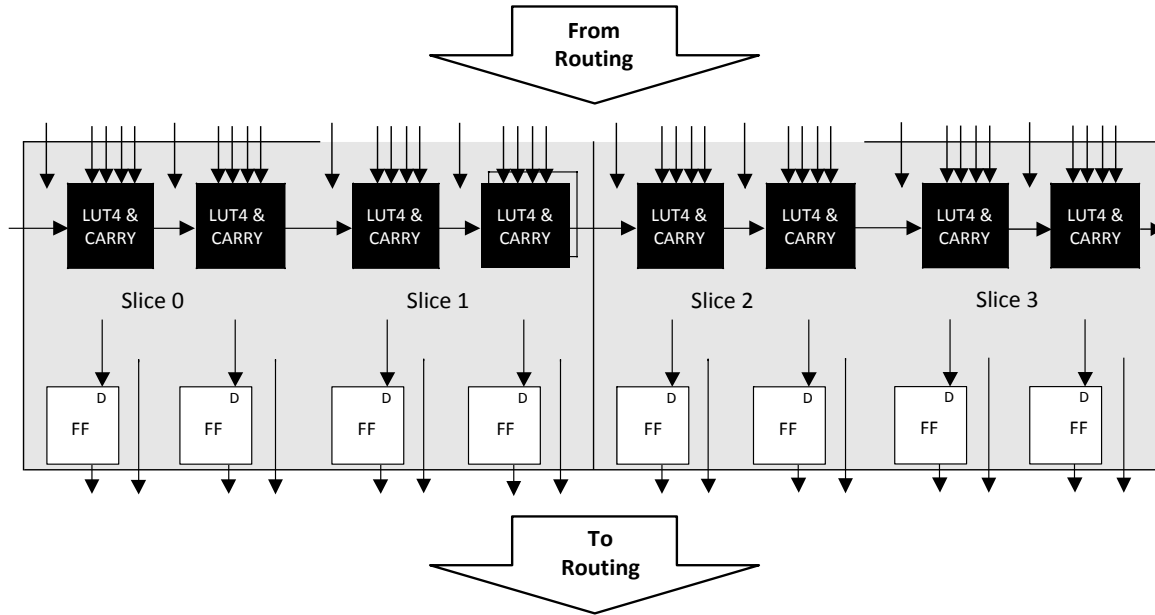 From
Routing
LUT4 &
CARRY
LUT4 &
CARRY
LUT4 &
CARRY
LUT4 &
CARRY
LUT4 &
CARRY
LUT4 &
CARRY
LUT4 &
CARRY
LUT4 &
CARRY
Slice 0
Slice 1
Slice 2
Slice 3
D
FF
D
FF
D
FF
D
FF
D
FF
D
FF
D
FF
D
FF
To
Routing